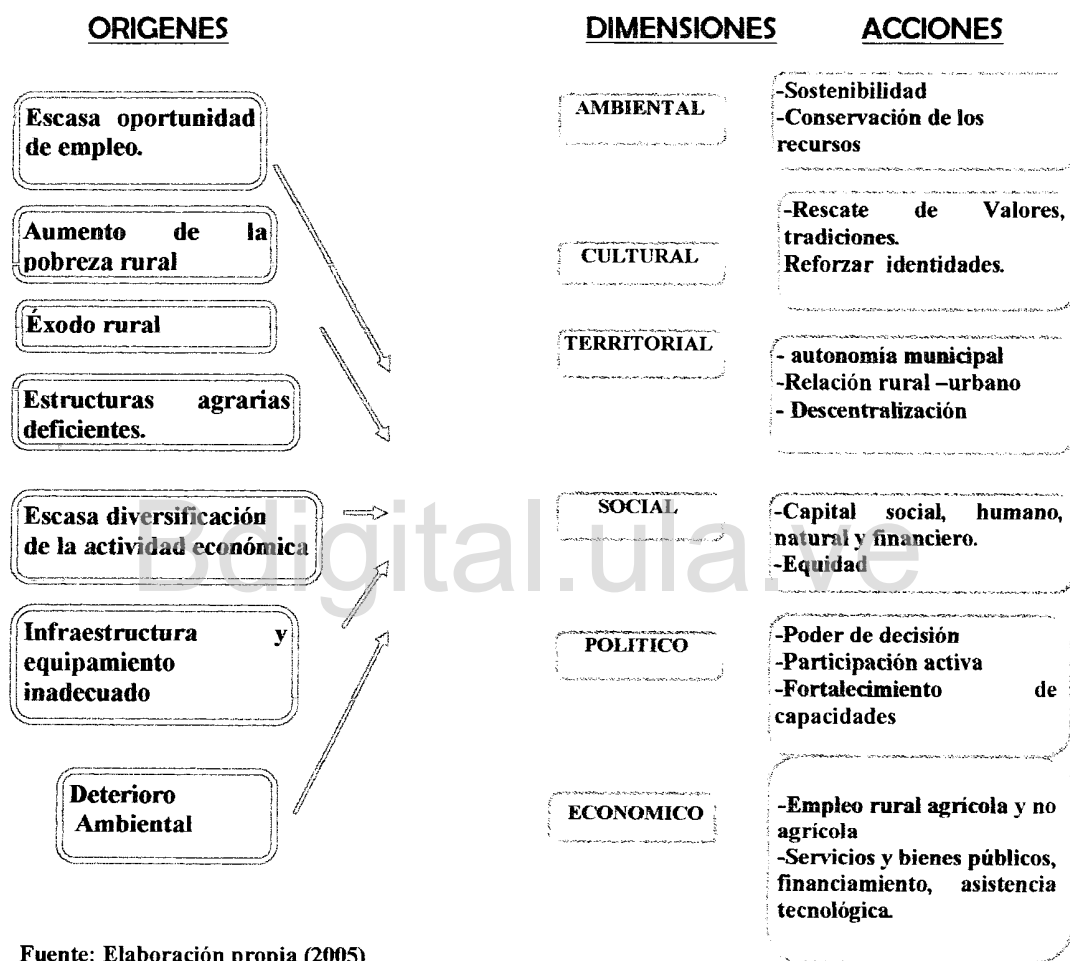 ORIGENES
Escasa oportunidad
de empleo.
Aumento de la
pobreza rural
Éxodo rural
Estructuras agrarias
deficientes.
Escasa diversificación
de la actividad económica
Infraestructura y
equipamiento
inadecuado
Deterioro
Ambiental
DIMENSIONES
AMBIENTAL
CULTURAL
TERRITORIAL
SOCIAL
POLITICO
ECONOMICO
ACCIONES
-Sostenibilidad
-Conservación de los
recursos
-Rescate de Valores,
tradiciones.
Reforzar identidades.
- autonomía municipal
-Relación rural –urbano
- Descentralización
-Capital social, humano,
natural y financiero.
-Equidad
-Poder de decisión
-Participación activa
-Fortalecimiento de
capacidades
-Empleo rural agrícola y no
agrícola
-Servicios y bienes públicos,
financiamiento, asistencia
tecnológica.
Bdigital.ula.ve
Fuente: Elaboración propia (2005)